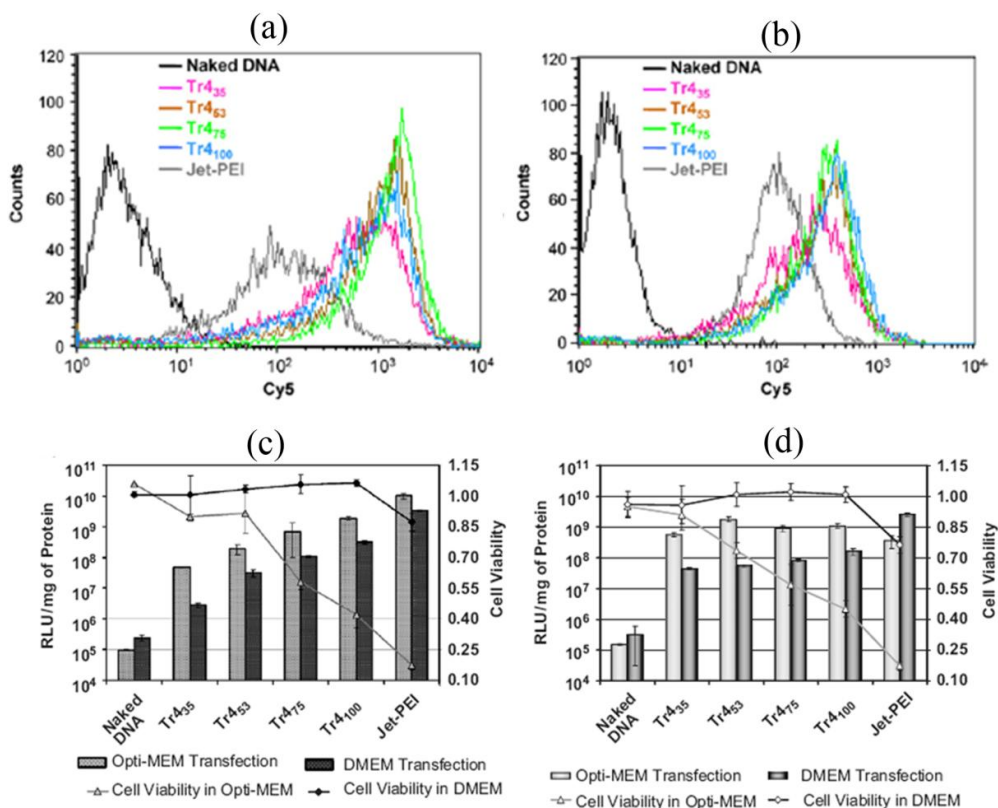 (a)
120
100
80
60
40
20
0
Counts
Naked DNA
Tr4₃₅
Tr4₅₃
Tr4₇₅
Tr4₁₀₀
Jet-PEI
10⁰ 10¹ 10² 10³ 10⁴
Cy5
(b)
120
100
80
60
40
20
0
Counts
Naked DNA
Tr4₃₅
Tr4₅₃
Tr4₇₅
Tr4₁₀₀
Jet-PEI
10⁰ 10¹ 10² 10³ 10⁴
Cy5
(c)
RLU/mg of Protein
10¹¹
10¹⁰
10⁹
10⁸
10⁷
10⁶
10⁵
10⁴
1.15
1.00
0.85
0.70
0.55
0.40
0.25
0.10
Cell Viability
Naked DNA Tr4₃₅ Tr4₅₃ Tr4₇₅ Tr4₁₀₀ Jet-PEI
Opti-MEM Transfection DMEM Transfection
Cell Viability in Opti-MEM Cell Viability in DMEM
(d)
RLU/mg of Protein
10¹¹
10¹⁰
10⁹
10⁸
10⁷
10⁶
10⁵
10⁴
1.15
1.00
0.85
0.70
0.55
0.40
0.25
0.10
Cell Viability
Naked DNA Tr4₃₅ Tr4₅₃ Tr4₇₅ Tr4₁₀₀ Jet-PEI
Opti-MEM Transfection DMEM Transfection
Cell Viability in Opti-MEM Cell Viability in DMEM